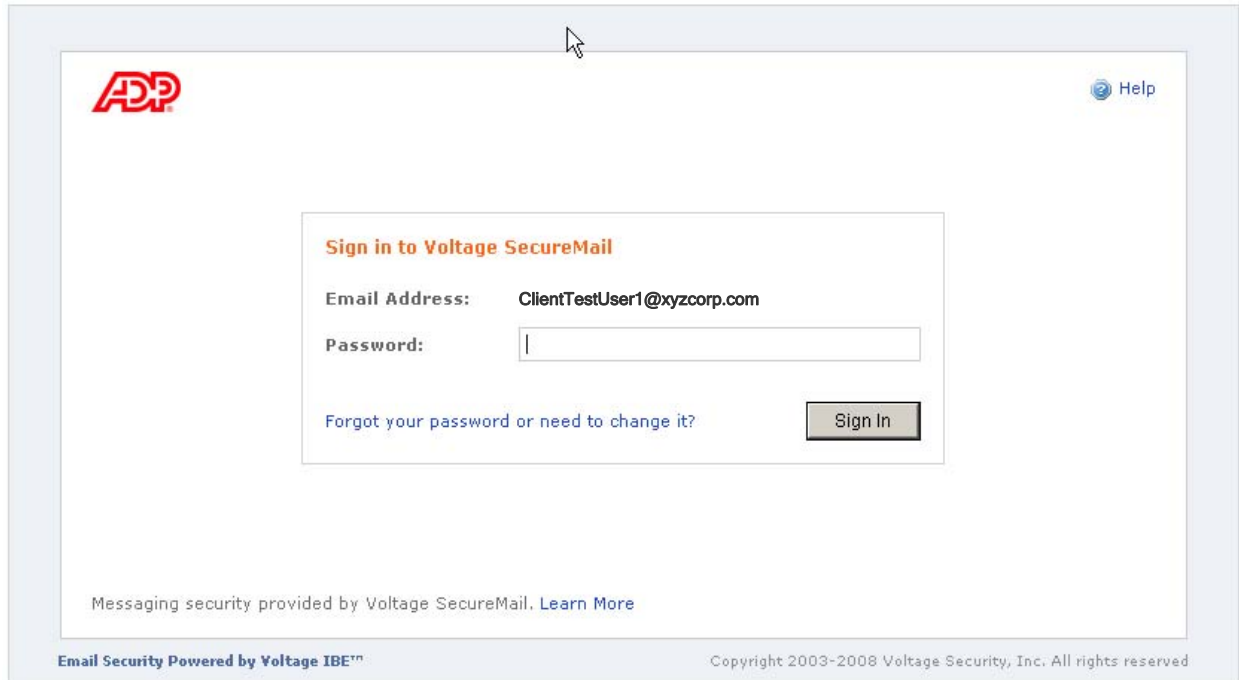 ADP
Help
Sign in to Voltage SecureMail
Email Address: ClientTestUser1@xyzcorp.com
Password:
Forgot your password or need to change it? Sign In
Messaging security provided by Voltage SecureMail. Learn More
Email Security Powered by Voltage IBE™ Copyright 2003-2008 Voltage Security, Inc. All rights reserved